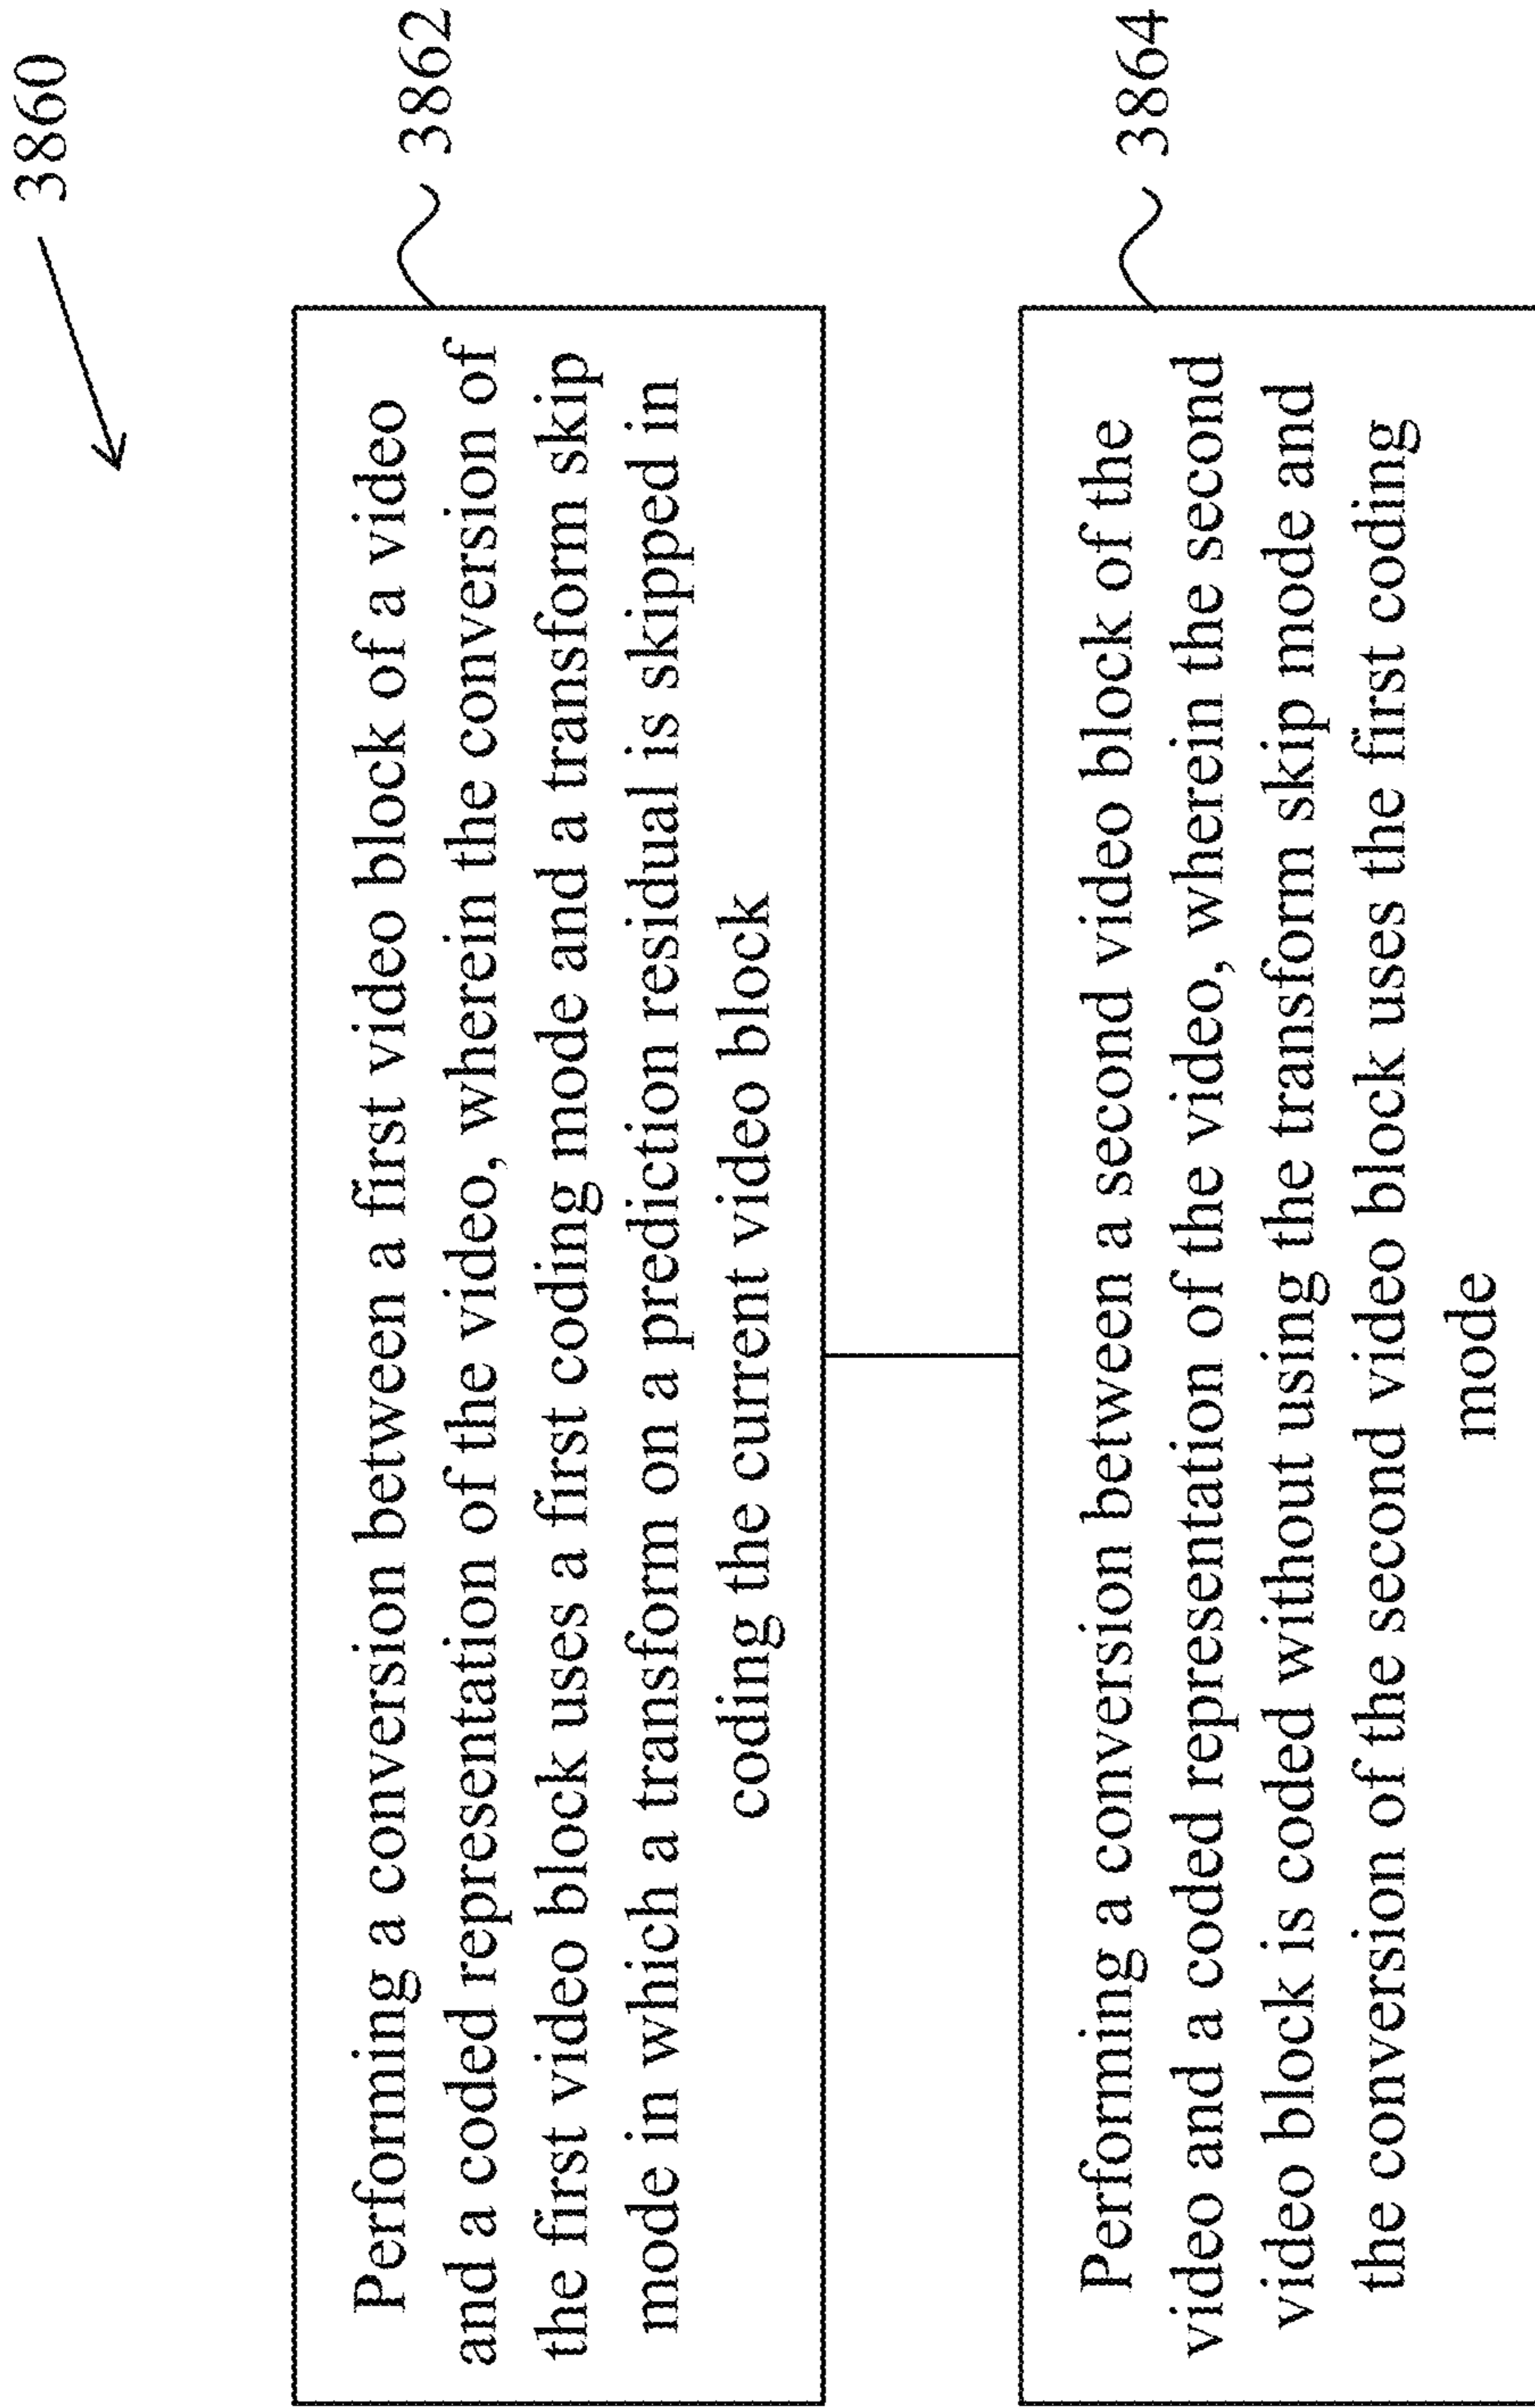 3860
Performing a conversion between a first video block of a video
and a coded representation of the video, wherein the conversion of
the first video block uses a first coding mode and a transform skip
mode in which a transform on a prediction residual is skipped in
coding the current video block
3862
Performing a conversion between a second video block of the
video and a coded representation of the video, wherein the second
video block is coded without using the transform skip mode and
the conversion of the second video block uses the first coding
mode
3864